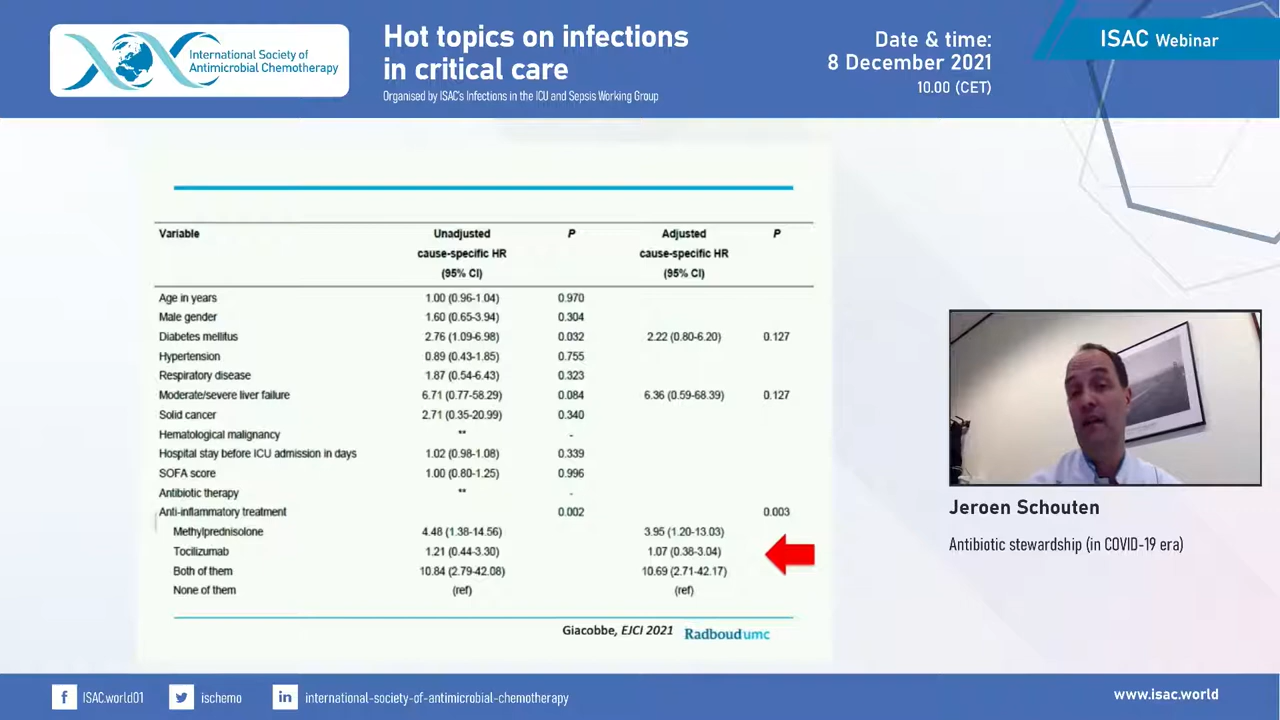 International Society of
Antimicrobial Chemotherapy
Hot topics on infections
in critical care
Organised by ISAC's Infections in the ICU and Sepsis Working Group
Date & time:
8 December 2021
10.00 (CET)
ISAC Webinar
Variable Unadjusted cause-specific HR (95% CI) P Adjusted cause-specific HR (95% CI) P
Age in years 1.00 (0.96-1.04) 0.970
Male gender 1.60 (0.65-3.94) 0.304
Diabetes mellitus 2.76 (1.09-6.98) 0.032 2.22 (0.80-6.20) 0.127
Hypertension 0.89 (0.43-1.85) 0.755
Respiratory disease 1.87 (0.54-6.43) 0.323
Moderate/severe liver failure 6.71 (0.77-58.29) 0.084 6.36 (0.59-68.39) 0.127
Solid cancer 2.71 (0.35-20.99) 0.340
Hematological malignancy ** -
Hospital stay before ICU admission in days 1.02 (0.98-1.08) 0.339
SOFA score 1.00 (0.80-1.25) 0.996
Antibiotic therapy ** -
Anti-inflammatory treatment 0.002 0.003
Methylprednisolone 4.48 (1.38-14.56) 3.95 (1.20-13.03)
Tocilizumab 1.21 (0.44-3.30) 1.07 (0.38-3.04)
Both of them 10.84 (2.79-42.08) 10.69 (2.71-42.17)
None of them (ref) (ref)
Giacobbe, EJCI 2021 Radboudumc
Jeroen Schouten
Antibiotic stewardship (in COVID-19 era)
f ISAC.world01 ischemo in international-society-of-antimicrobial-chemotherapy
www.isac.world